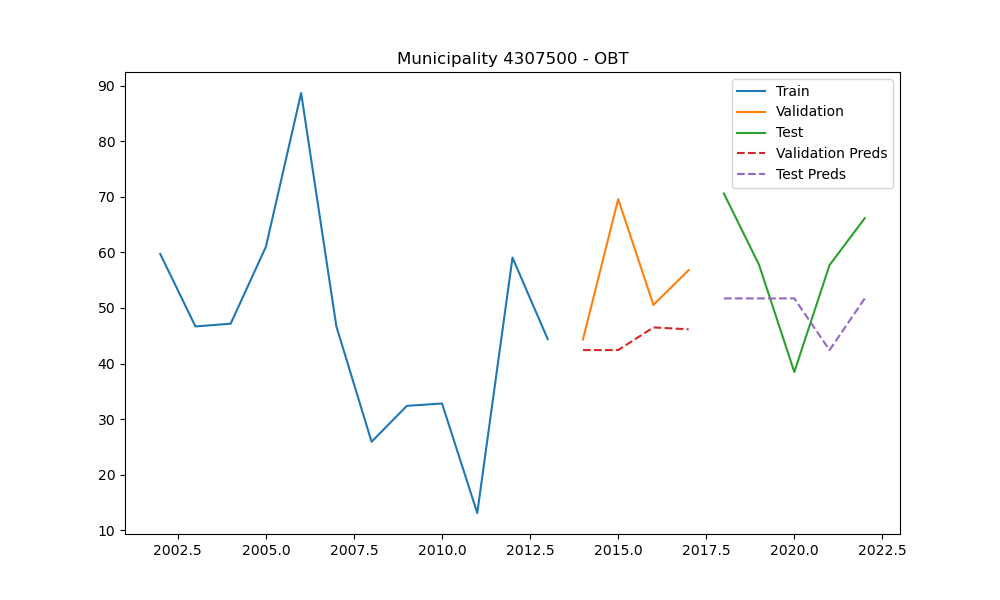 Municipality 4307500 - OBT
90
80
70
60
50
40
30
20
10
Train
Validation
Test
Validation Preds
Test Preds
2002.5 2005.0 2007.5 2010.0 2012.5 2015.0 2017.5 2020.0 2022.5